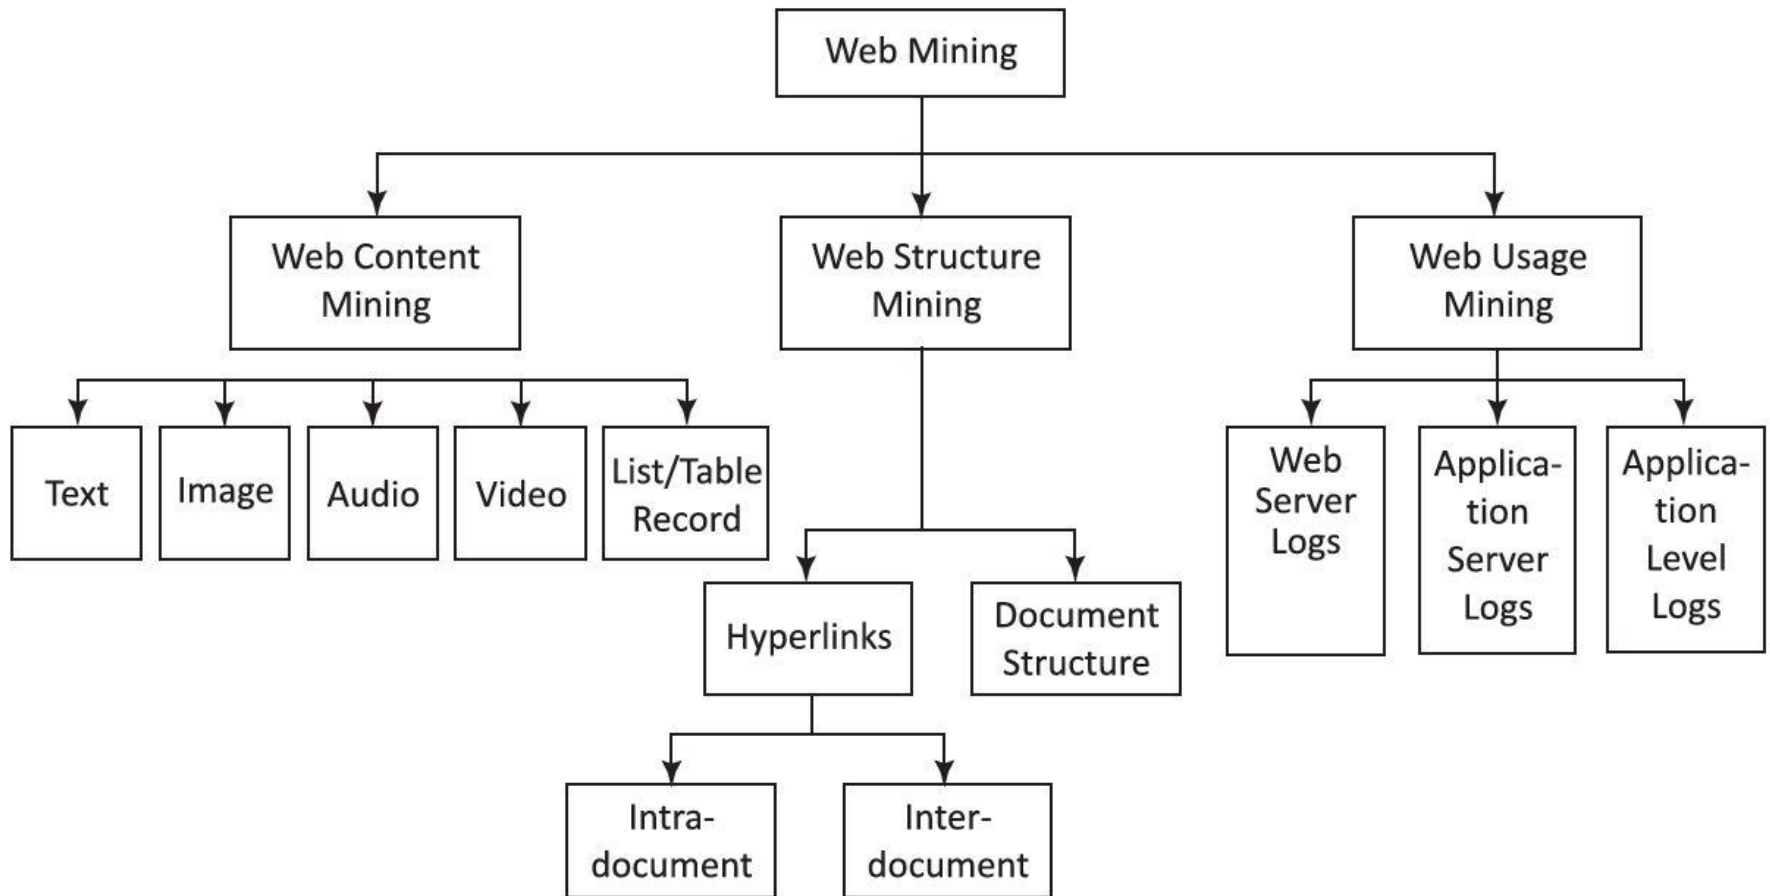 Web Mining
Web Content
Mining
Web Structure
Mining
Web Usage
Mining
Text
Image
Audio
Video
List/Table
Record
Hyperlinks
Document
Structure
Intra-
document
Inter-
document
Web
Server
Logs
Applica-
tion
Server
Logs
Applica-
tion
Level
Logs